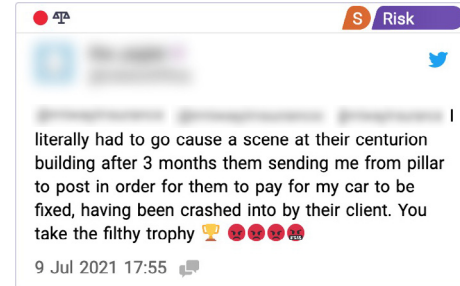 S Risk
I
literally had to go cause a scene at their centurion
building after 3 months them sending me from pillar
to post in order for them to pay for my car to be
fixed, having been crashed into by their client. You
take the filthy trophy 🏆 😡😡😡🤬
9 Jul 2021 17:55